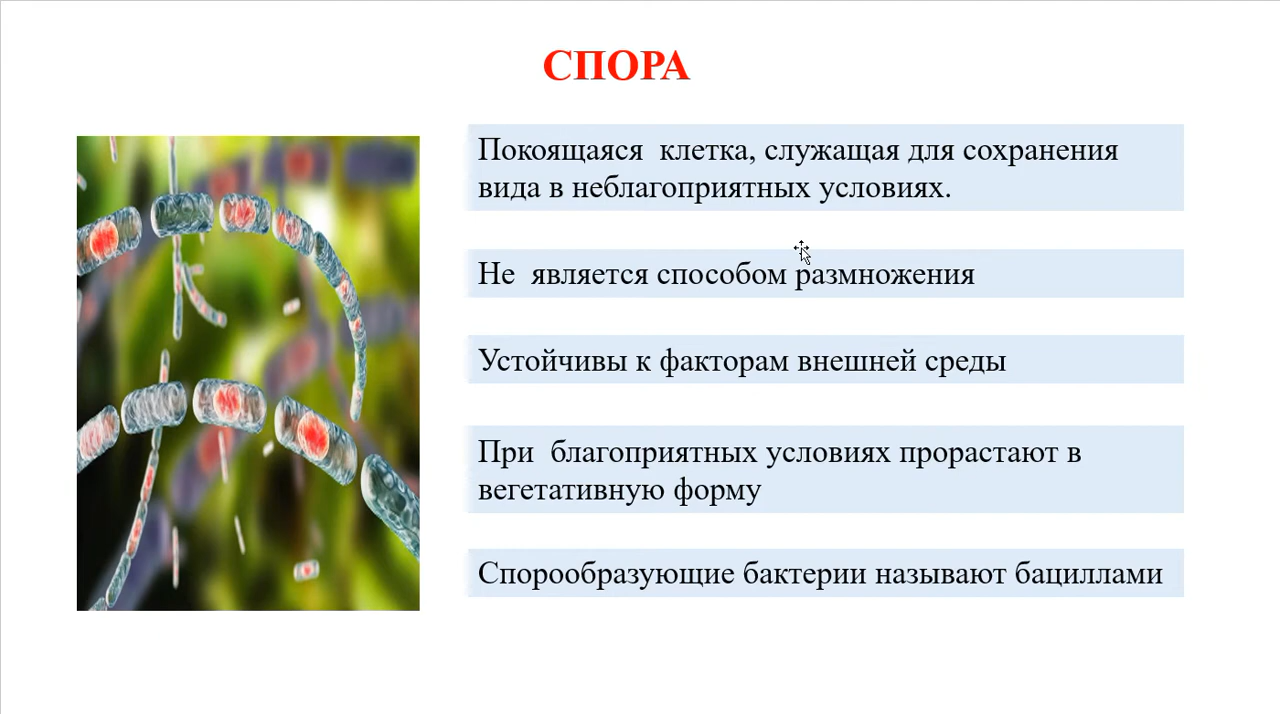 СПОРА
Покоящаяся  клетка, служащая для сохранения
вида в неблагоприятных условиях.
Не  является способом размножения
Устойчивы к факторам внешней среды
При  благоприятных условиях прорастают в
вегетативную форму
Спорообразующие бактерии называют бациллами